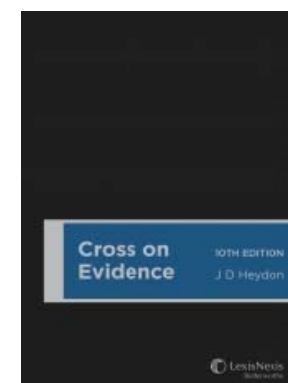 Cross on
Evidence
10TH EDITION
J D Heydon
LexisNexis